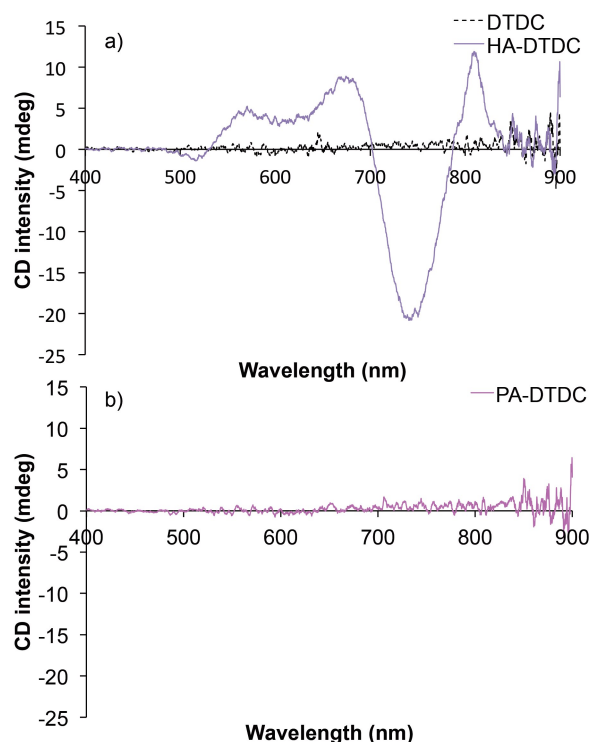 15
a)
DTDC
HA-DTDC
10
5
0
-5
-10
-15
-20
-25
CD intensity (mdeg)
400 500 600 700 800 900
Wavelength (nm)
15
b)
PA-DTDC
10
5
0
-5
-10
-15
-20
-25
CD intensity (mdeg)
400 500 600 700 800 900
Wavelength (nm)